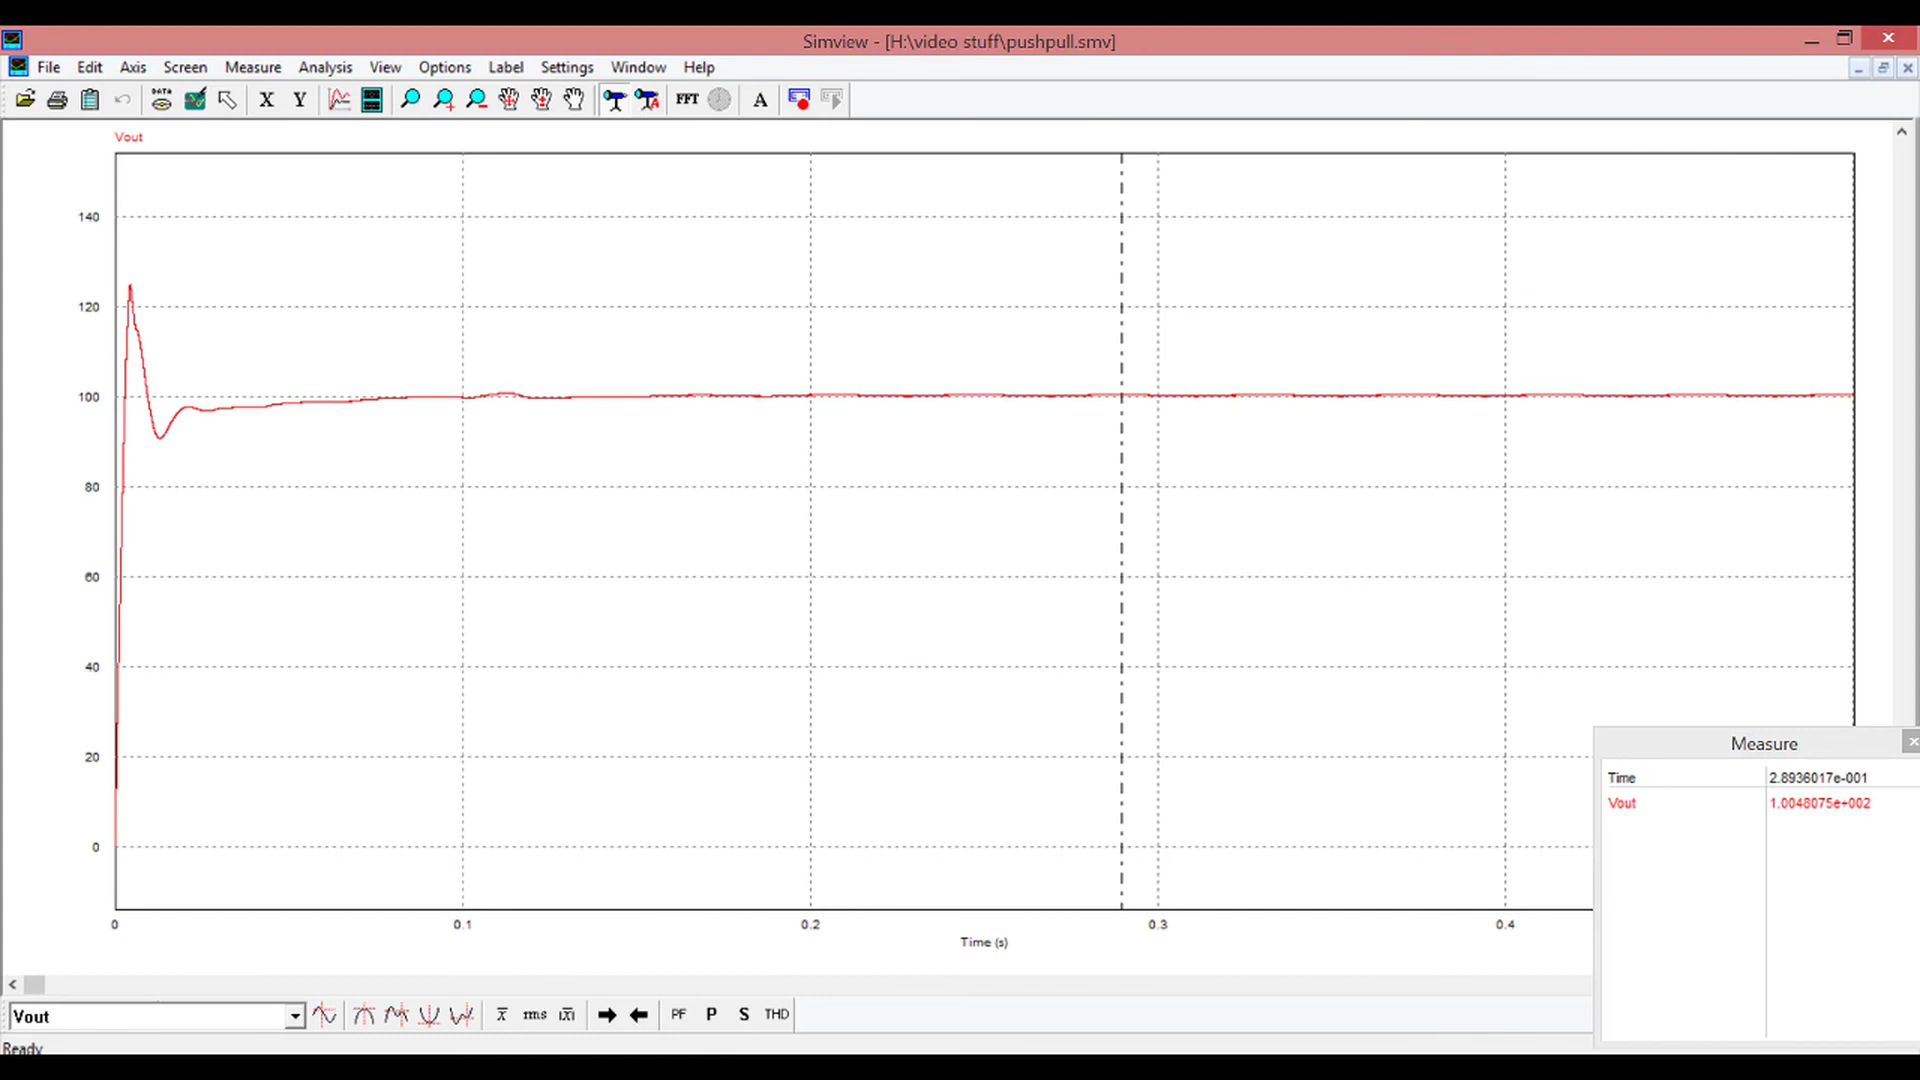 Simview - [H:\video stuff\pushpull.smv]
File Edit Axis Screen Measure Analysis View Options Label Settings Window Help
DATA X Y FFT A
Vout
140
120
100
80
60
40
20
0
0 0.1 0.2 0.3 0.4
Time (s)
Measure
Time 2.8936017e-001
Vout 1.0048075e+002
Vout x rms |x| PF P S THD
Ready